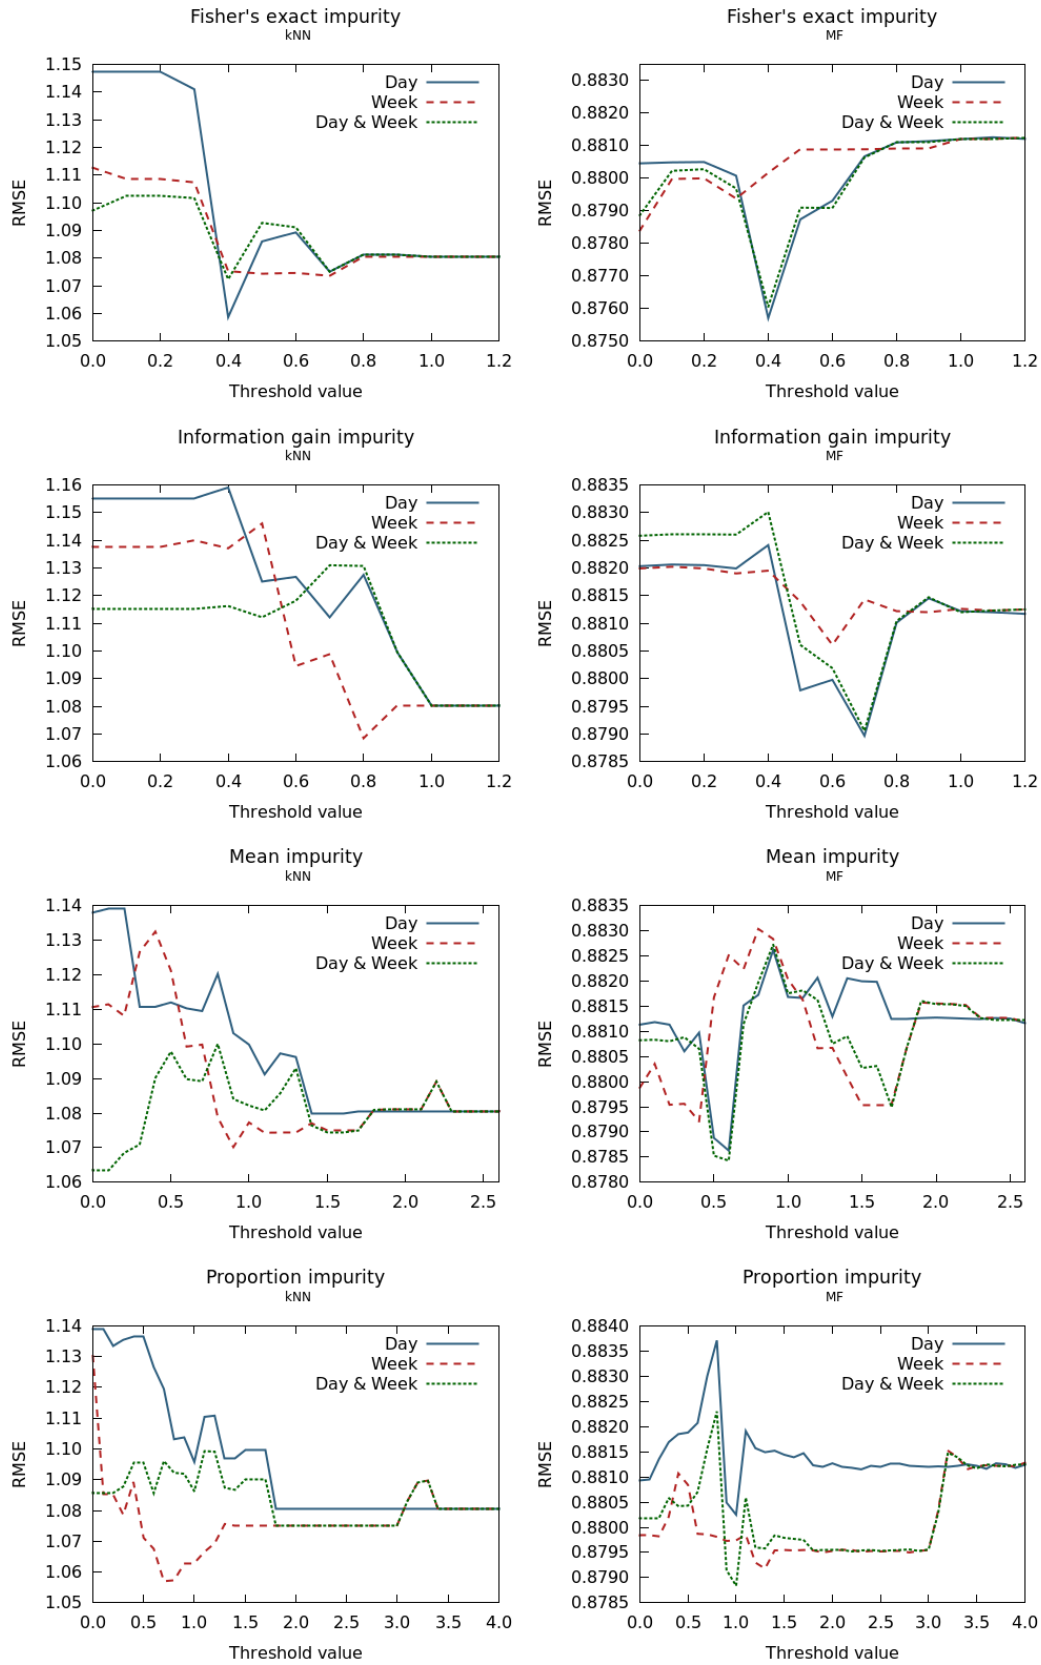 Fisher's exact impurity
kNN
RMSE
1.15
1.14
1.13
1.12
1.11
1.10
1.09
1.08
1.07
1.06
1.05
Day
Week
Day & Week
0.0 0.2 0.4 0.6 0.8 1.0 1.2
Threshold value
Fisher's exact impurity
MF
RMSE
0.8830
0.8820
0.8810
0.8800
0.8790
0.8780
0.8770
0.8760
0.8750
Day
Week
Day & Week
0.0 0.2 0.4 0.6 0.8 1.0 1.2
Threshold value
Information gain impurity
kNN
RMSE
1.16
1.15
1.14
1.13
1.12
1.11
1.10
1.09
1.08
1.07
1.06
Day
Week
Day & Week
0.0 0.2 0.4 0.6 0.8 1.0 1.2
Threshold value
Information gain impurity
MF
RMSE
0.8835
0.8830
0.8825
0.8820
0.8815
0.8810
0.8805
0.8800
0.8795
0.8790
0.8785
Day
Week
Day & Week
0.0 0.2 0.4 0.6 0.8 1.0 1.2
Threshold value
Mean impurity
kNN
RMSE
1.14
1.13
1.12
1.11
1.10
1.09
1.08
1.07
1.06
Day
Week
Day & Week
0.0 0.5 1.0 1.5 2.0 2.5
Threshold value
Mean impurity
MF
RMSE
0.8835
0.8830
0.8825
0.8820
0.8815
0.8810
0.8805
0.8800
0.8795
0.8790
0.8785
0.8780
Day
Week
Day & Week
0.0 0.5 1.0 1.5 2.0 2.5
Threshold value
Proportion impurity
kNN
RMSE
1.14
1.13
1.12
1.11
1.10
1.09
1.08
1.07
1.06
1.05
Day
Week
Day & Week
0.0 0.5 1.0 1.5 2.0 2.5 3.0 3.5 4.0
Threshold value
Proportion impurity
MF
RMSE
0.8840
0.8835
0.8830
0.8825
0.8820
0.8815
0.8810
0.8805
0.8800
0.8795
0.8790
0.8785
Day
Week
Day & Week
0.0 0.5 1.0 1.5 2.0 2.5 3.0 3.5 4.0
Threshold value